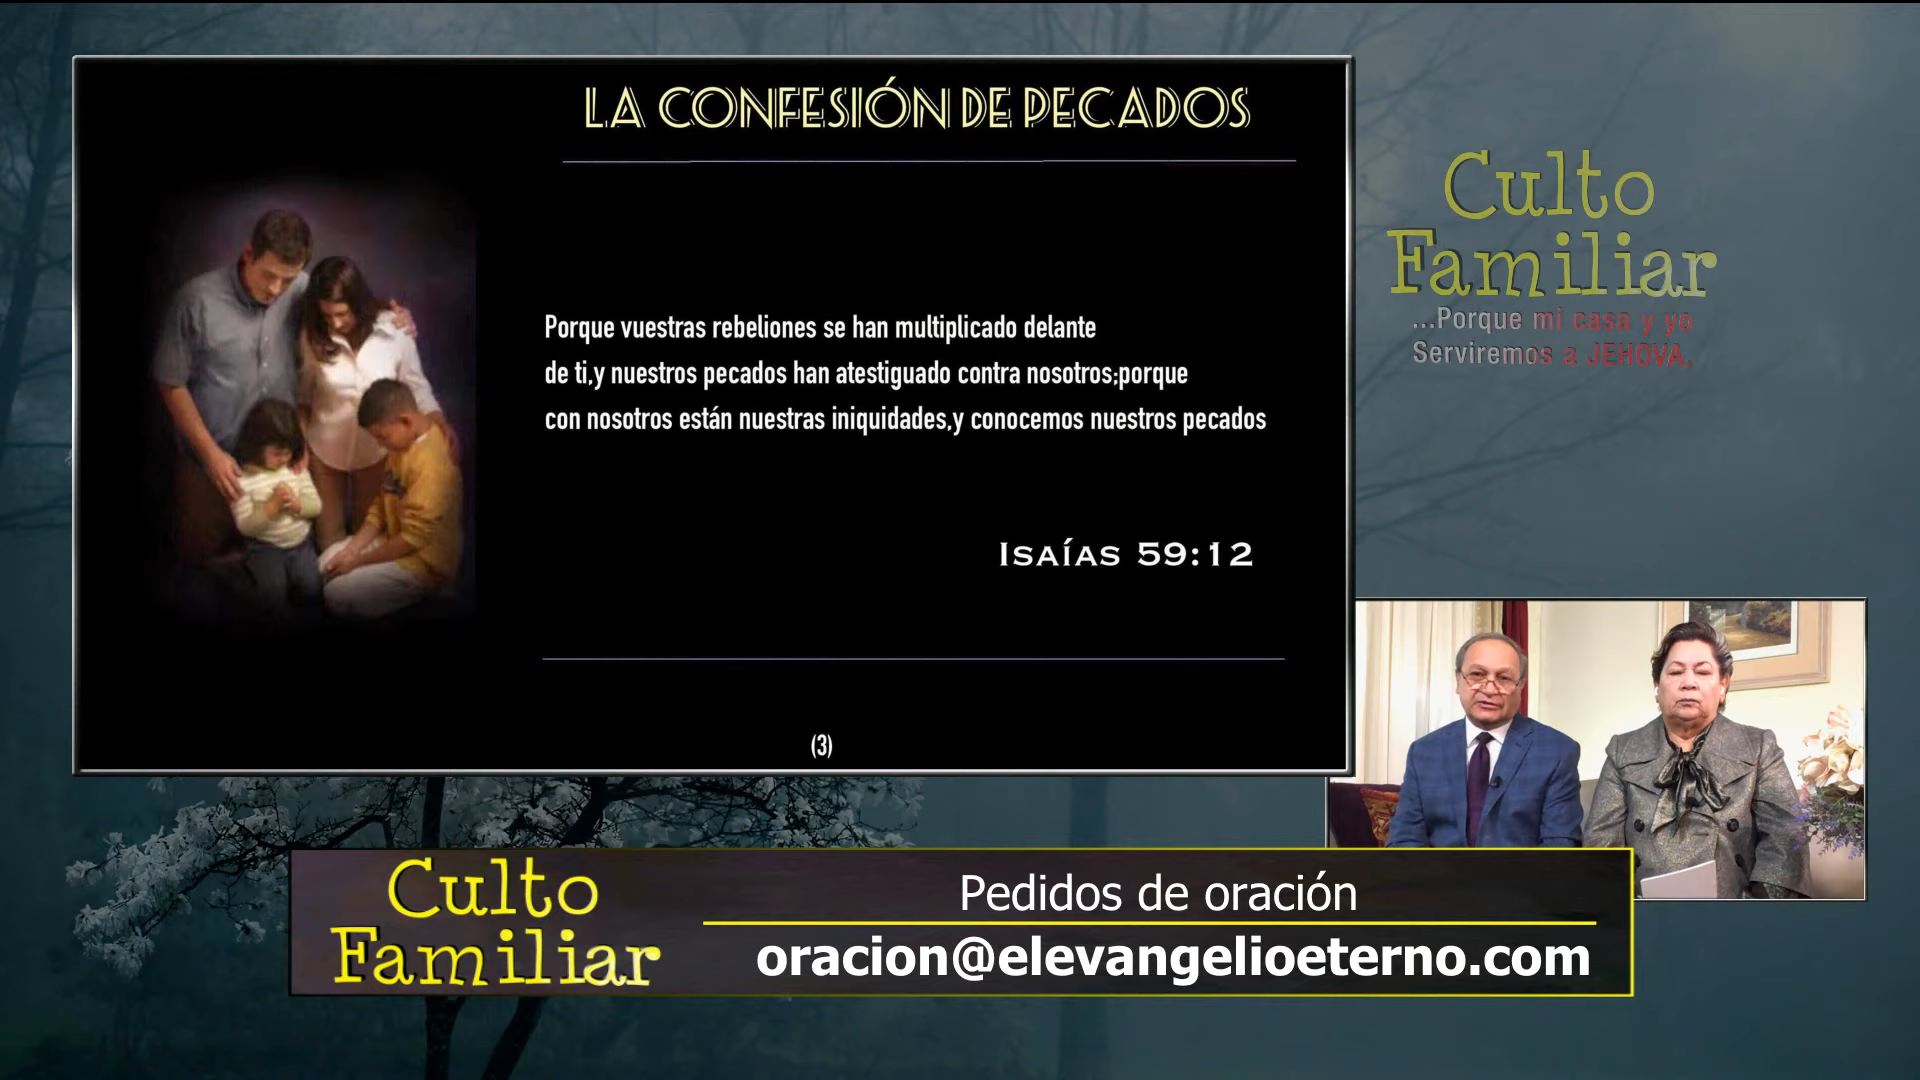 LA CONFESIÓN DE PECADOS
Porque vuestras rebeliones se han multiplicado delante
de ti,y nuestros pecados han atestiguado contra nosotros;porque
con nosotros están nuestras iniquidades,y conocemos nuestros pecados
Isaías 59:12
(3)
Culto
Familiar
...Porque mi casa y yo
Serviremos a JEHOVA.
Culto
Familiar
Pedidos de oración
oracion@elevangelioeterno.com